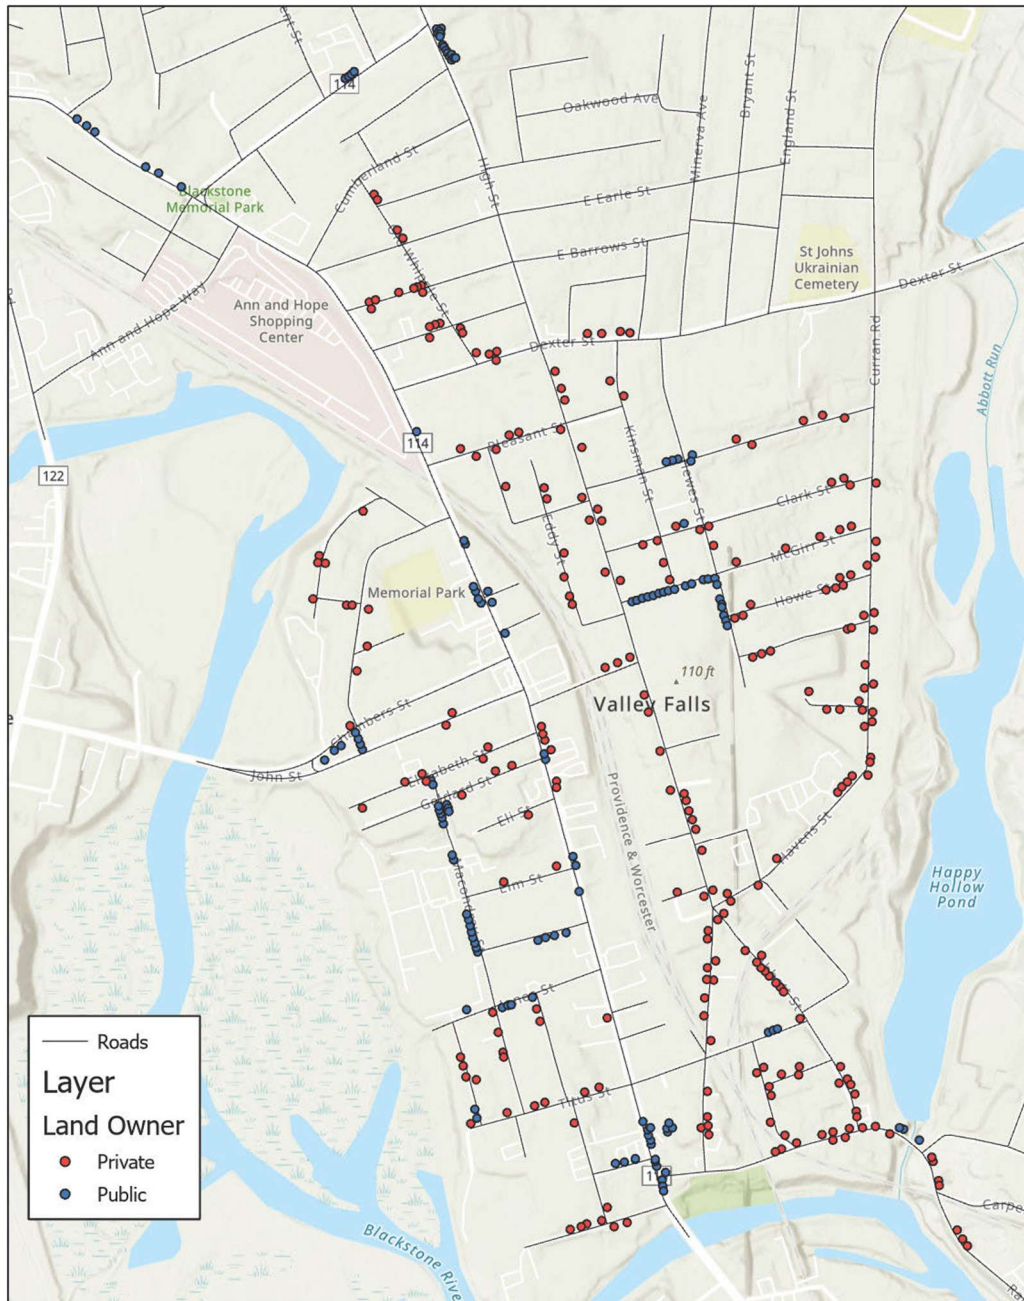 114
Oakwood Ave
Minerva Ave
Bryant St
England St
Cumberland St
High St
Blackstone
Memorial Park
E Earle St
E Barrows St
St Johns
Ukrainian
Cemetery
Dexter St
Ann and Hope Way
Ann and Hope
Shopping
Center
Whipple St
Dexter St
Curran Rd
Abbott Run
114
Pleasant St
Kinsman St
122
Clark St
Eddy St
McGirr St
Memorial Park
Howe St
110 ft
Valley Falls
Chambers St
John St
Elizabeth St
Goddard St
Ell St
Providence & Worcester
Havens St
Elm St
Happy
Hollow
Pond
Titus St
Roads
Layer
Land Owner
Private
Public
Blackstone River
Carpe
Ra